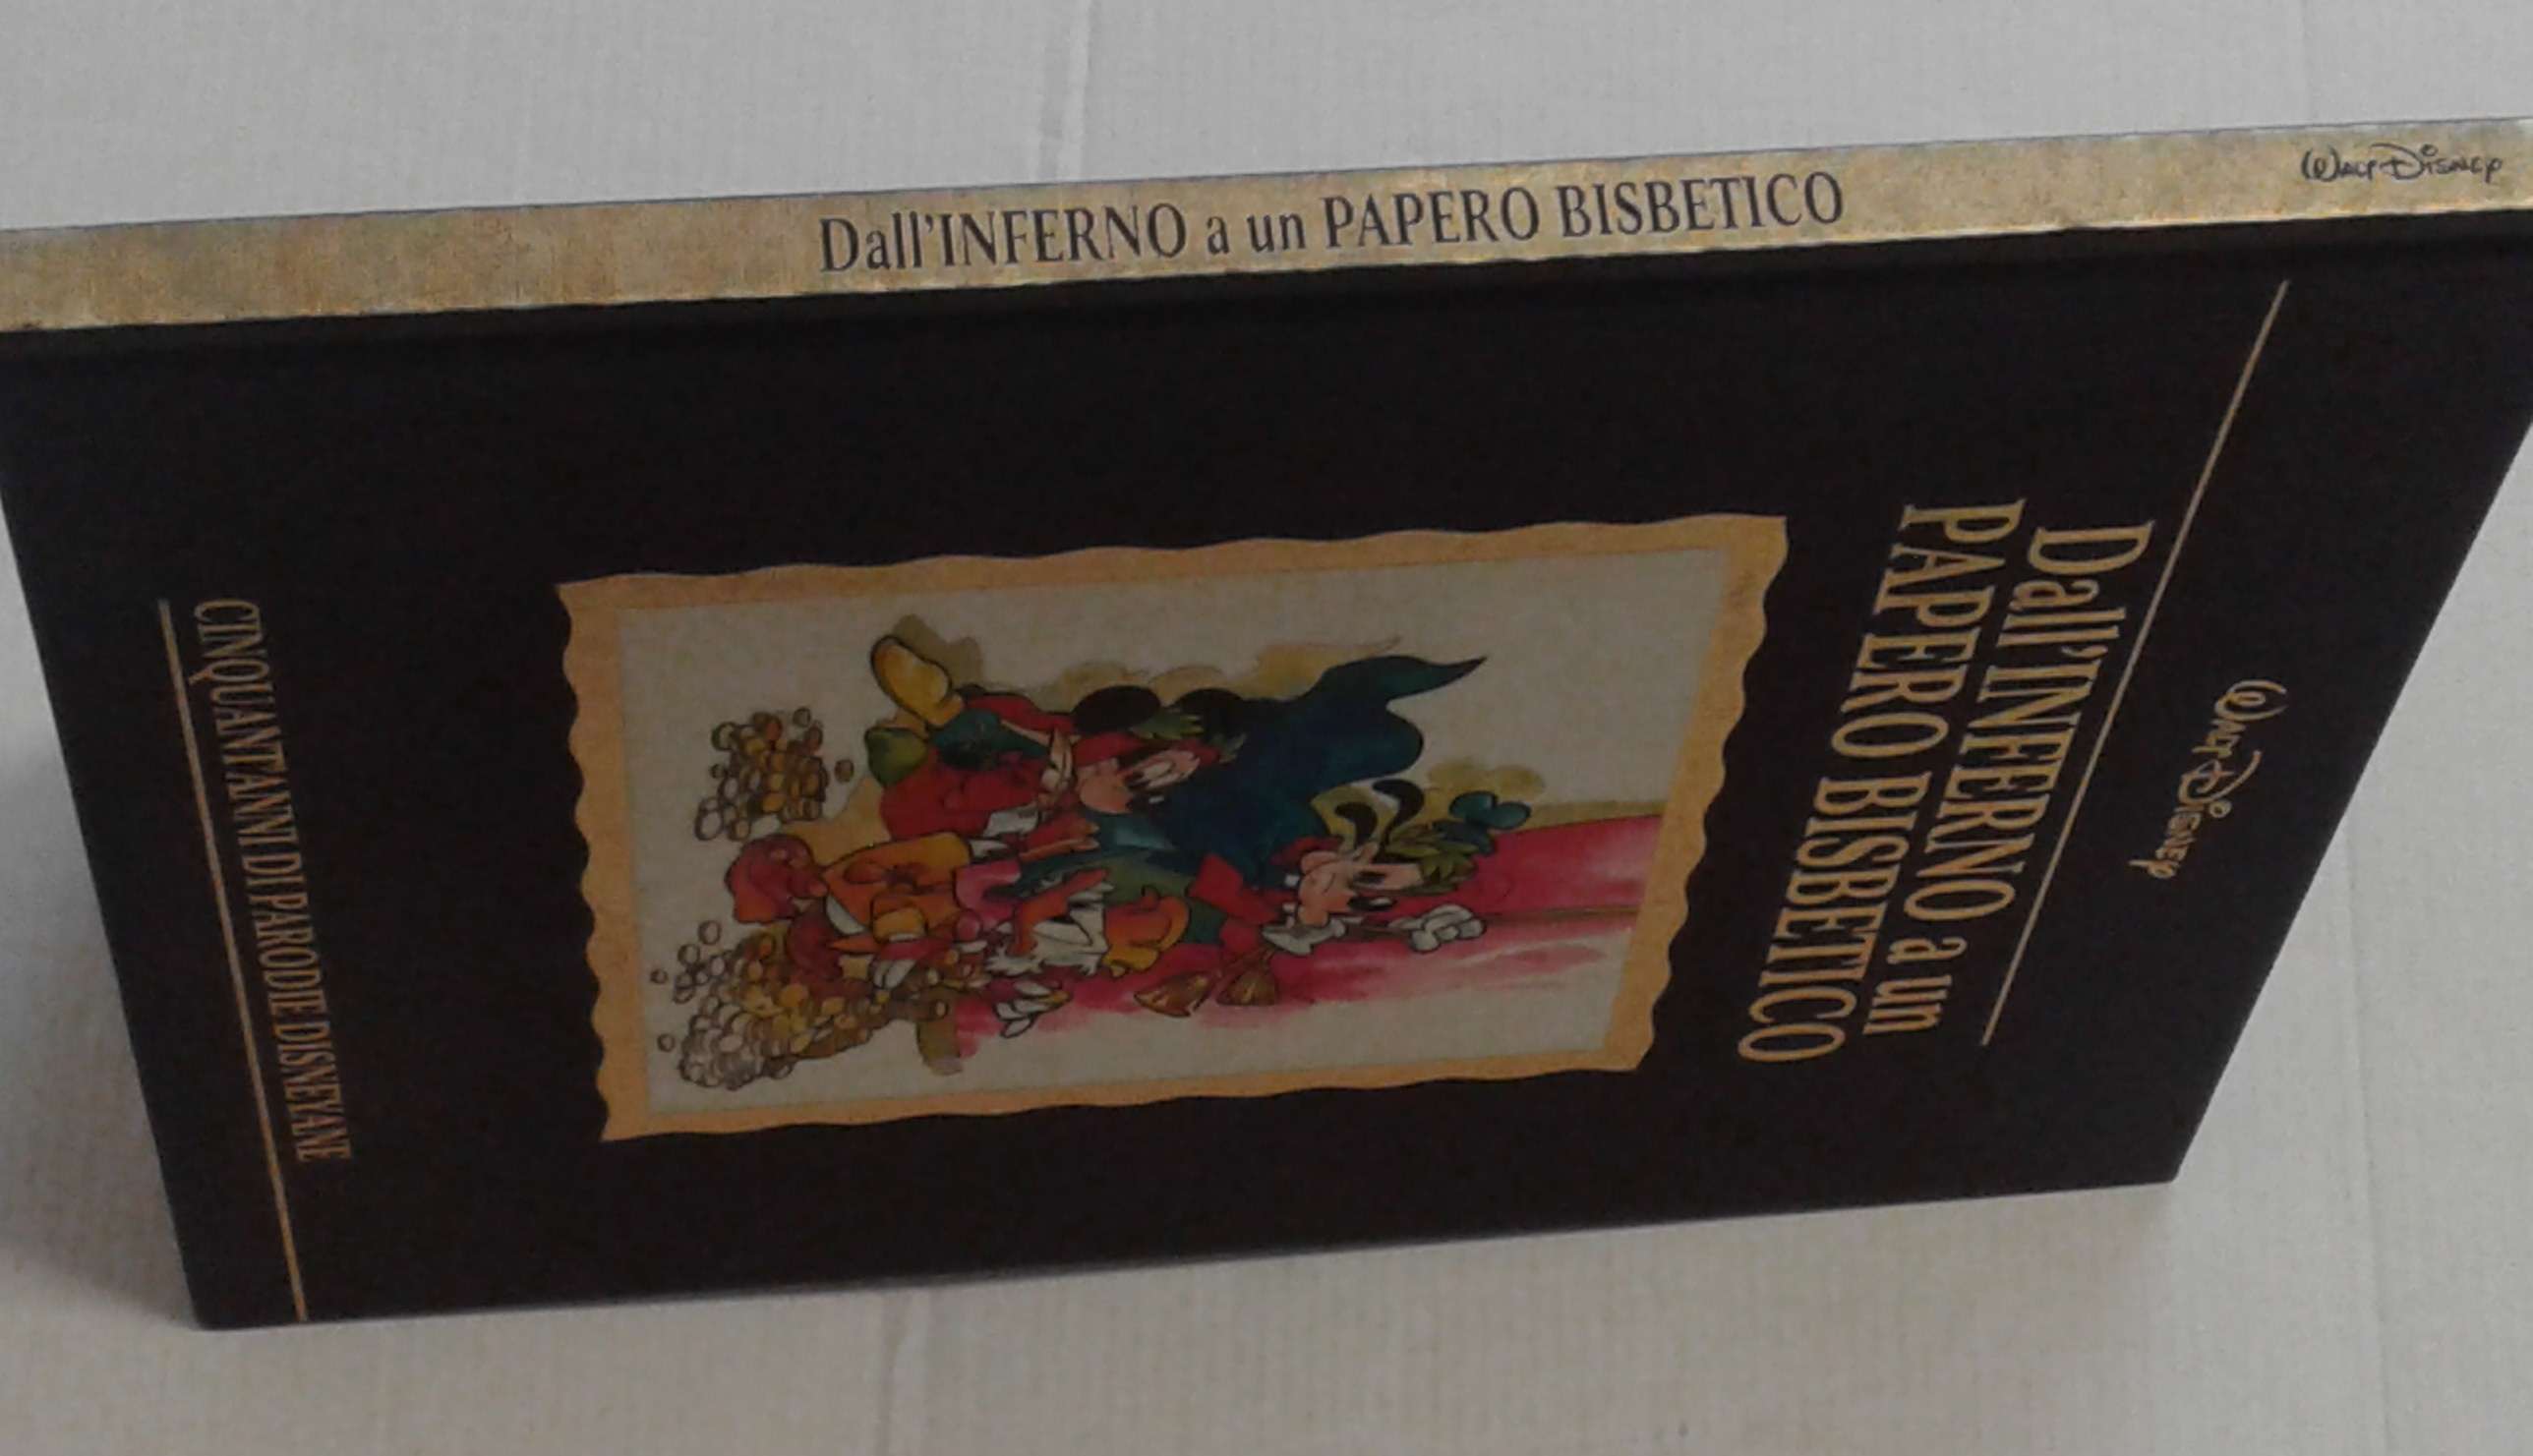 Dall'INFERNO a un PAPERO BISBETICO
WALT DISNEY
WALT DISNEY
Dall'INFERNO a un
PAPERO BISBETICO
CINQUANT'ANNI DI PARODIE DISNEYANE